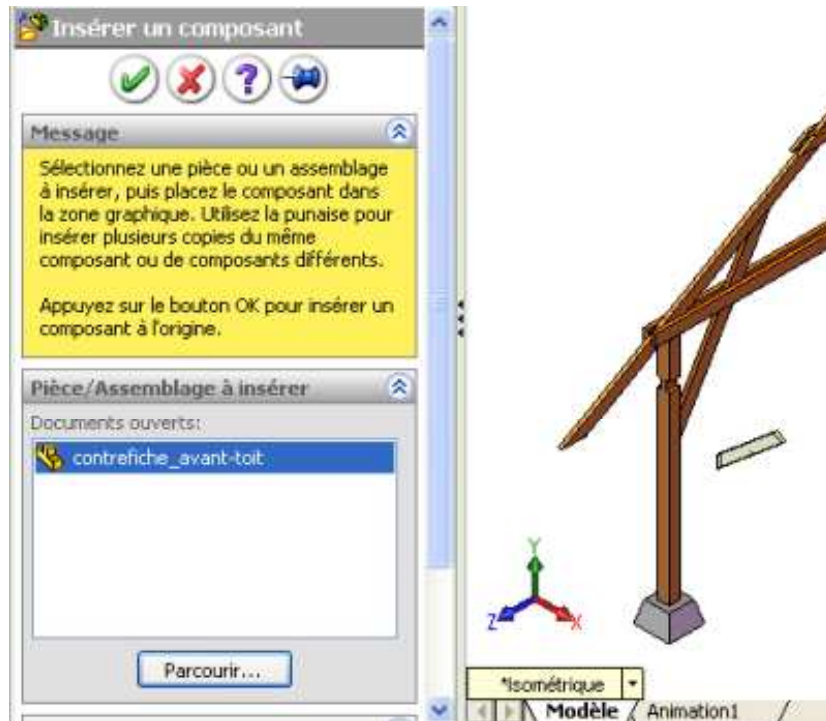 Insérer un composant
?
Message
Sélectionnez une pièce ou un assemblage
à insérer, puis placez le composant dans
la zone graphique. Utilisez la punaise pour
insérer plusieurs copies du même
composant ou de composants différents.
Appuyez sur le bouton OK pour insérer un
composant à l'origine.
Pièce/Assemblage à insérer
Documents ouverts:
contrefiche_avant-toit
Parcourir...
Y
Z
X
*Isométrique
Modèle
Animation1